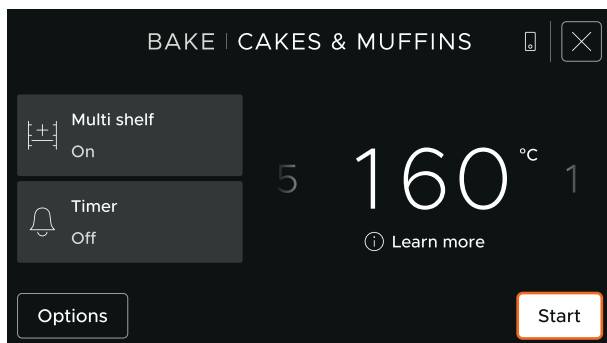 BAKE | CAKES & MUFFINS
Multi shelf
On
Timer
Off
5 160 °C 1
Learn more
Options
Start